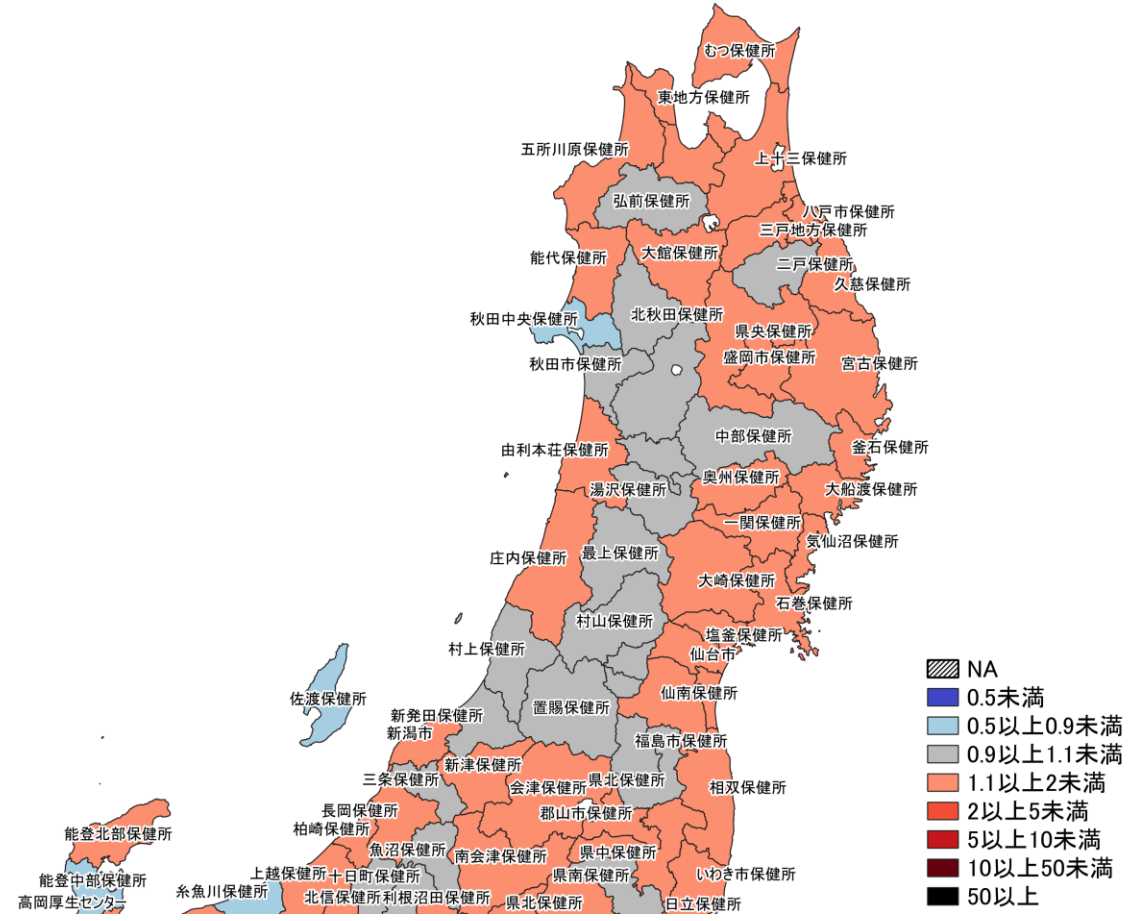 むつ保健所
東地方保健所
五所川原保健所
上十三保健所
弘前保健所
八戸市保健所
三戸地方保健所
能代保健所
大館保健所
二戸保健所
久慈保健所
秋田中央保健所
北秋田保健所
県央保健所
盛岡市保健所
秋田市保健所
宮古保健所
中部保健所
由利本荘保健所
釜石保健所
奥州保健所
湯沢保健所
大船渡保健所
一関保健所
気仙沼保健所
庄内保健所
最上保健所
大崎保健所
石巻保健所
村山保健所
塩釜保健所
村上保健所
仙台市
佐渡保健所
仙南保健所
置賜保健所
新発田保健所
新潟市
福島市保健所
新津保健所
三条保健所
会津保健所
県北保健所
相双保健所
長岡保健所
郡山市保健所
柏崎保健所
能登北部保健所
魚沼保健所
南会津保健所
県中保健所
上越保健所
十日町保健所
県南保健所
いわき市保健所
能登中部保健所
糸魚川保健所
北信保健所
利根沼田保健所
県北保健所
日立保健所
高岡厚生センター
NA
0.5未満
0.5以上0.9未満
0.9以上1.1未満
1.1以上2未満
2以上5未満
5以上10未満
10以上50未満
50以上